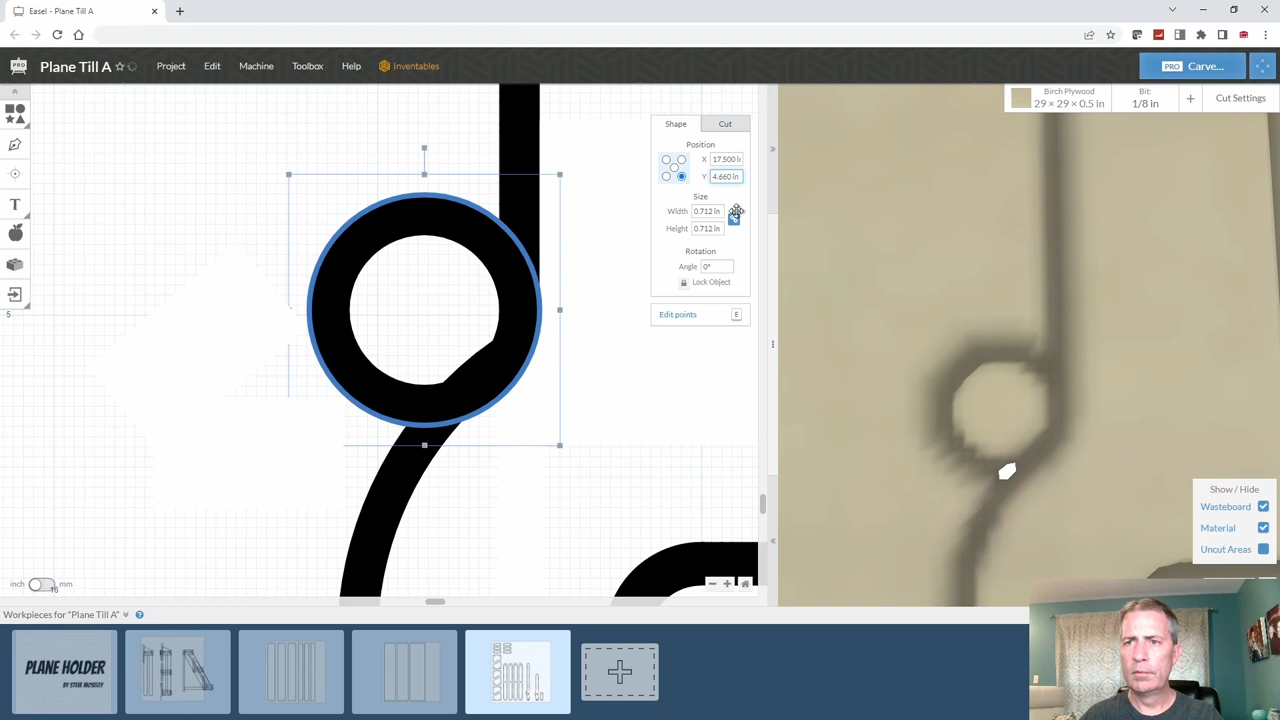 Easel - Plane Till A
PRO
Plane Till A
Project
Edit
Machine
Toolbox
Help
Inventables
PRO Carve...
Birch Plywood
29 × 29 × 0.5 in
Bit:
1/8 in
Cut Settings
Shape
Cut
Position
X 17.500 i
Y 4.660 in
Size
Width 0.712 in
Height 0.712 in
Rotation
Angle 0°
Lock Object
Edit points E
T
5
inch
mm
Show / Hide
Wasteboard
Material
Uncut Areas
Workpieces for "Plane Till A"
PLANE HOLDER
BY STEVE MOSELEY